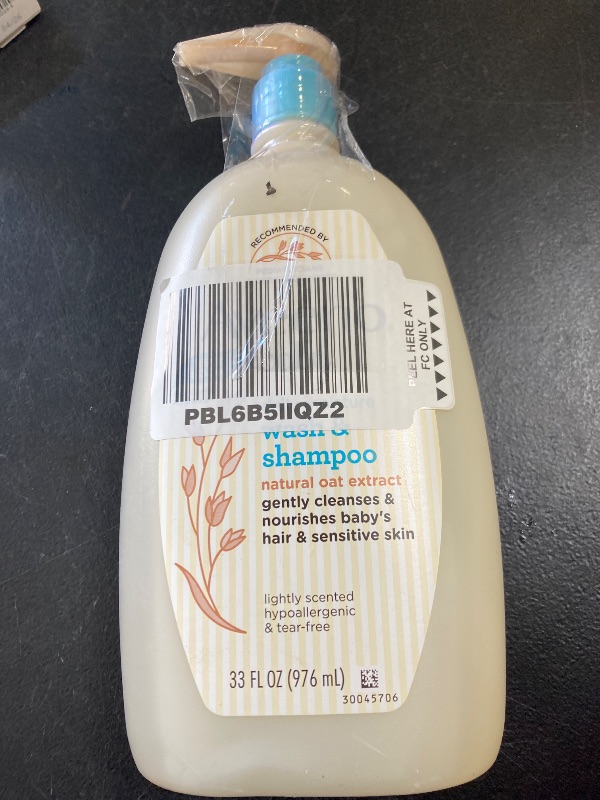 RECOMMENDED BY
PEEL HERE AT
FC ONLY
PBL6B5IIQZ2
wash &
shampoo
natural oat extract
gently cleanses &
nourishes baby's
hair & sensitive skin
lightly scented
hypoallergenic
& tear-free
33 FL OZ (976 mL)
30045706